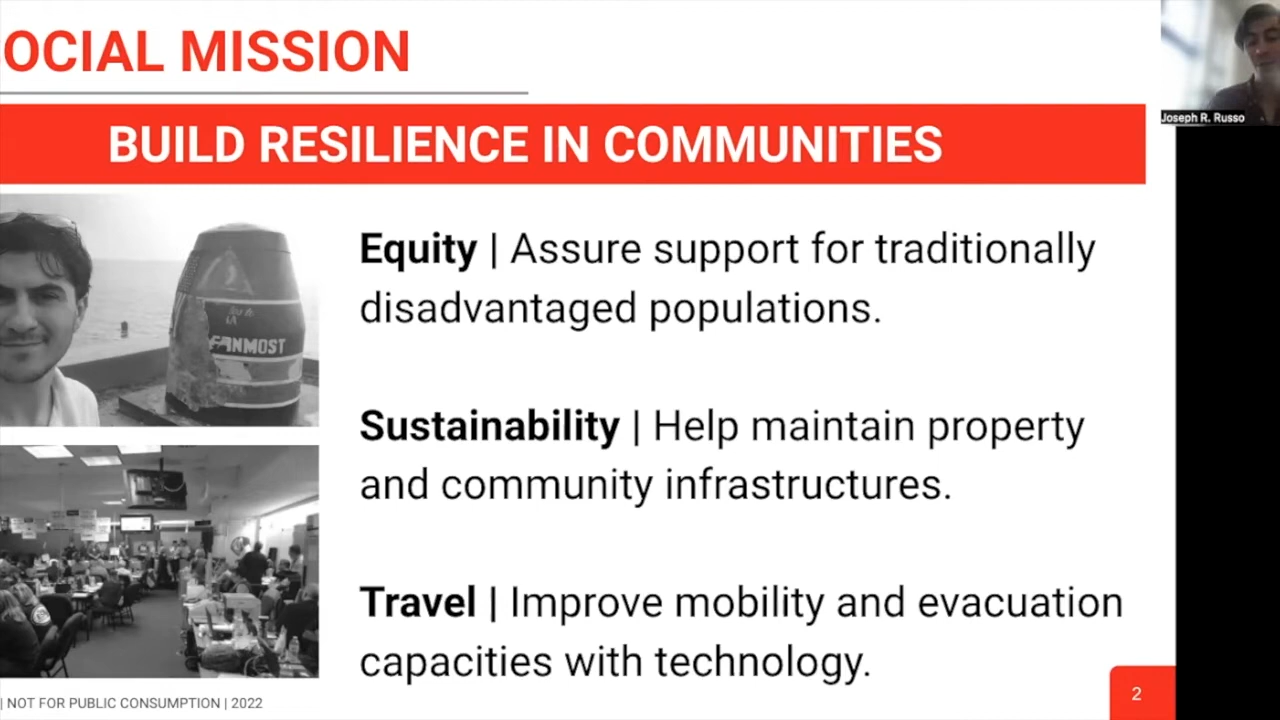 OCIAL MISSION
BUILD RESILIENCE IN COMMUNITIES
Joseph R. Russo
Equity | Assure support for traditionally
disadvantaged populations.
Sustainability | Help maintain property
and community infrastructures.
Travel | Improve mobility and evacuation
capacities with technology.
| NOT FOR PUBLIC CONSUMPTION | 2022
2